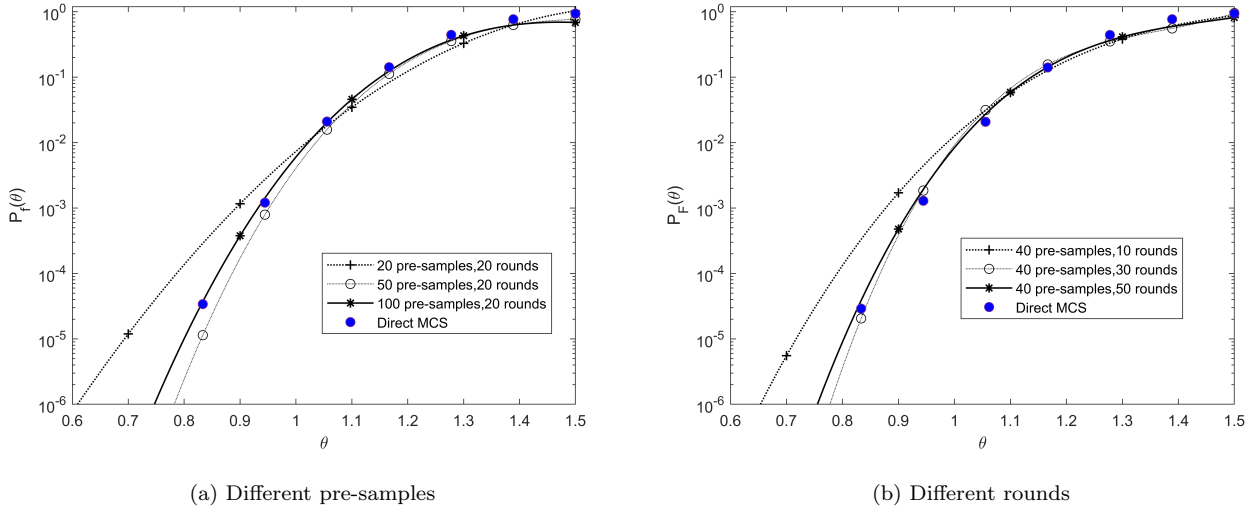 10^0
10^-1
10^-2
10^-3
10^-4
10^-5
10^-6
P_f(θ)
0.6 0.7 0.8 0.9 1 1.1 1.2 1.3 1.4 1.5
θ
20 pre-samples,20 rounds
50 pre-samples,20 rounds
100 pre-samples,20 rounds
Direct MCS
(a) Different pre-samples
10^0
10^-1
10^-2
10^-3
10^-4
10^-5
10^-6
P_F(θ)
0.6 0.7 0.8 0.9 1 1.1 1.2 1.3 1.4 1.5
θ
40 pre-samples,10 rounds
40 pre-samples,30 rounds
40 pre-samples,50 rounds
Direct MCS
(b) Different rounds